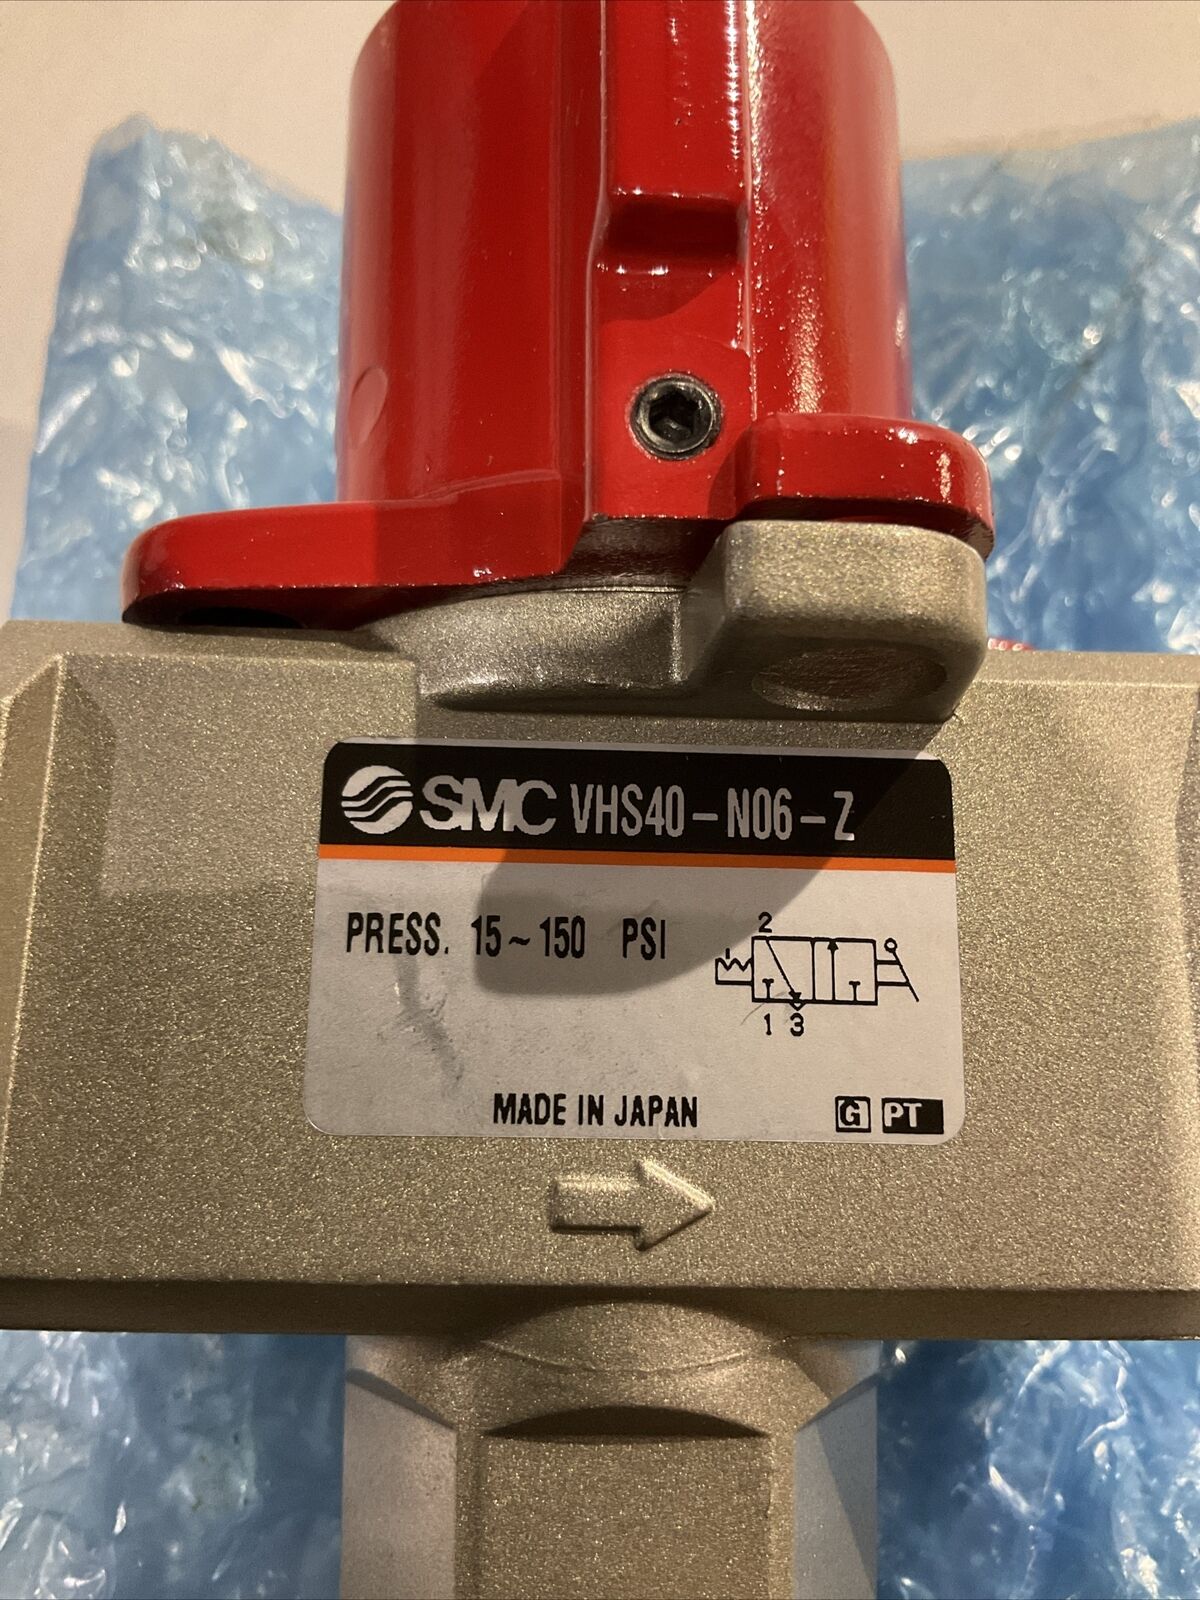 SMC VHS40-N06-Z
PRESS. 15~150 PSI
2
1 3
MADE IN JAPAN G PT